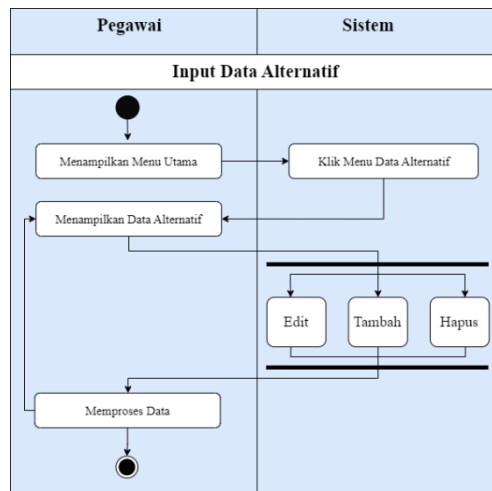 Pegawai
Sistem
Input Data Alternatif
Menampilkan Menu Utama
Klik Menu Data Alternatif
Menampilkan Data Alternatif
Edit
Tambah
Hapus
Memproses Data